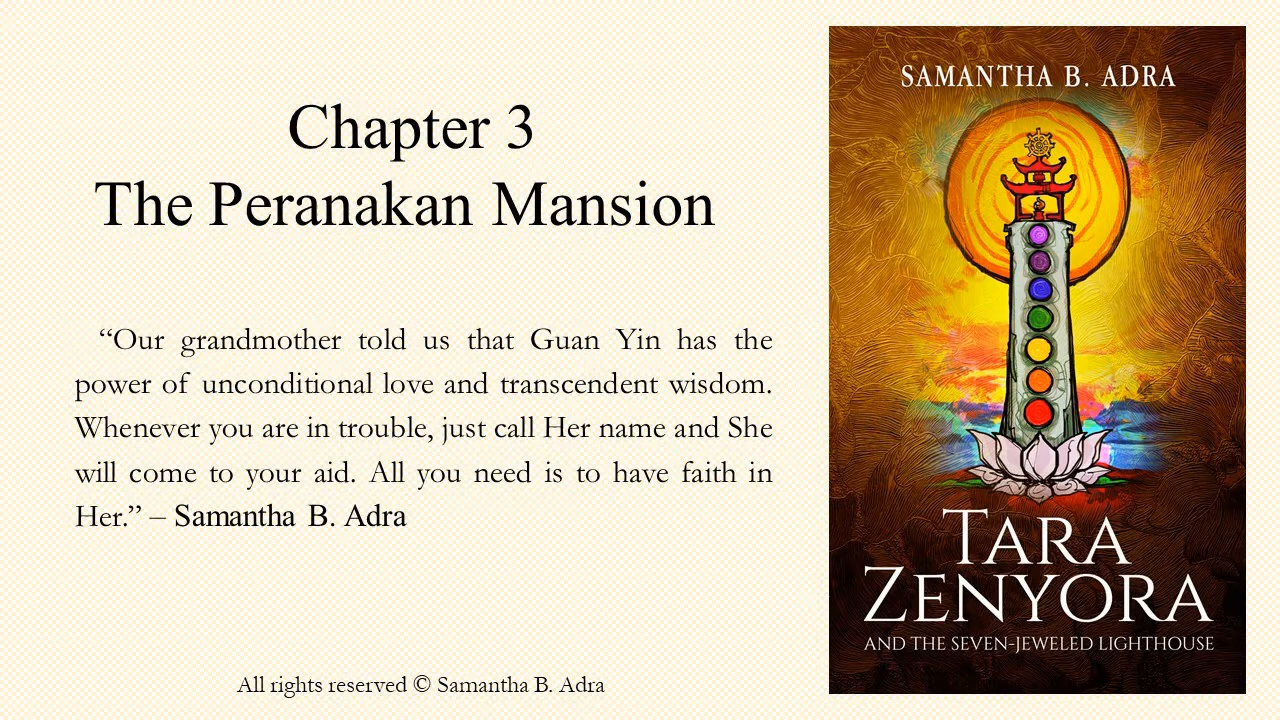 Chapter 3
The Peranakan Mansion
“Our grandmother told us that Guan Yin has the
power of unconditional love and transcendent wisdom.
Whenever you are in trouble, just call Her name and She
will come to your aid. All you need is to have faith in
Her.” – Samantha B. Adra
All rights reserved © Samantha B. Adra
SAMANTHA B. ADRA
TARA
ZENYORA
AND THE SEVEN-JEWELED LIGHTHOUSE